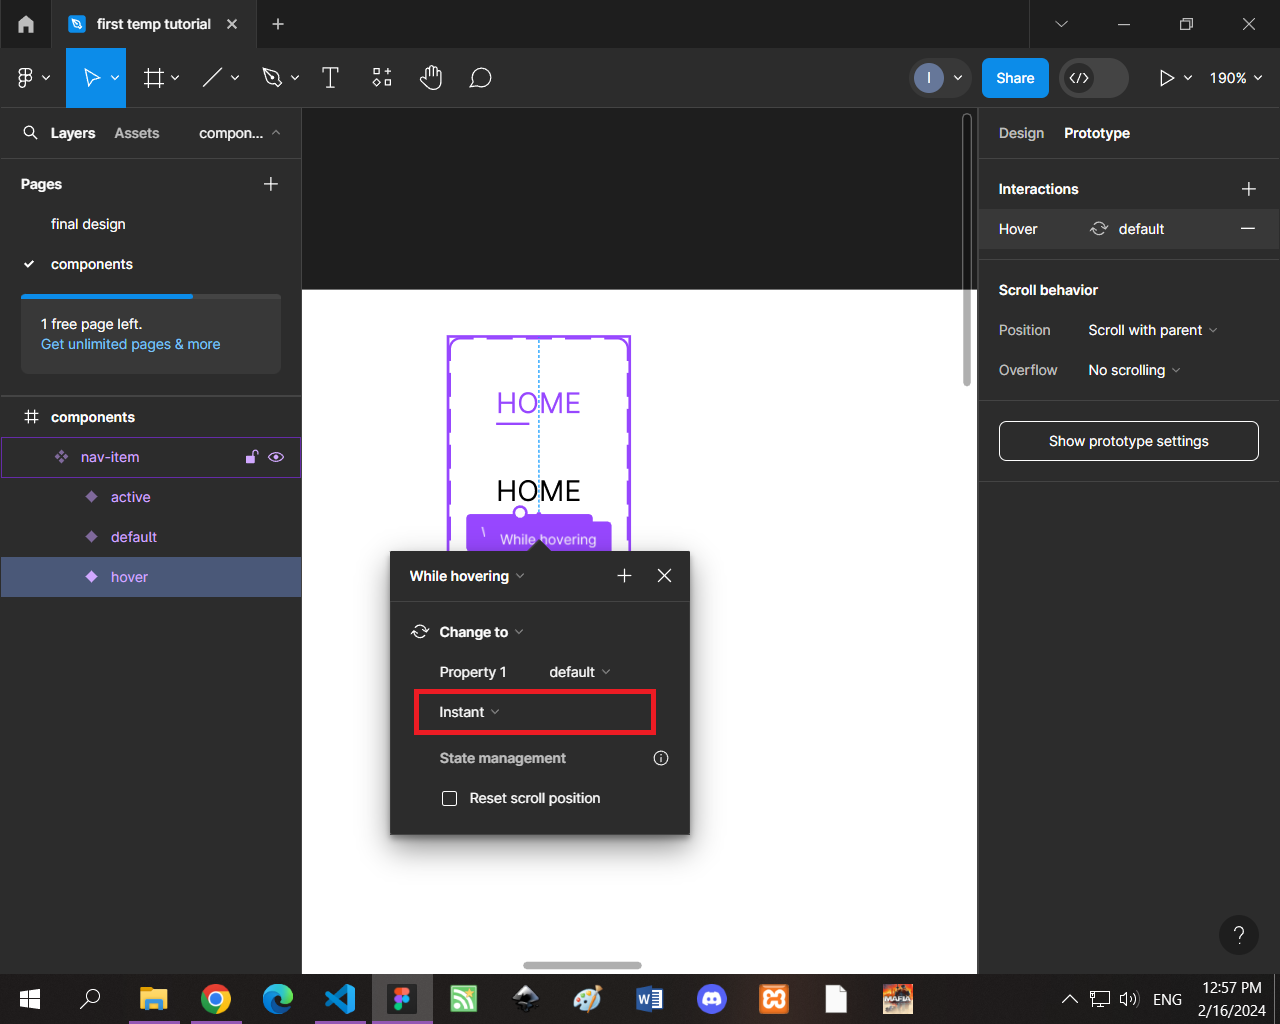 first temp tutorial
I
Share
190%
Layers
Assets
compon...
Design
Prototype
Pages
final design
components
1 free page left.
Get unlimited pages & more
components
nav-item
active
default
hover
HOME
HOME
While hovering
While hovering
Change to
Property 1
default
Instant
State management
Reset scroll position
Interactions
Hover
default
Scroll behavior
Position
Scroll with parent
Overflow
No scrolling
Show prototype settings
?
MAFIA
ENG
12:57 PM
2/16/2024